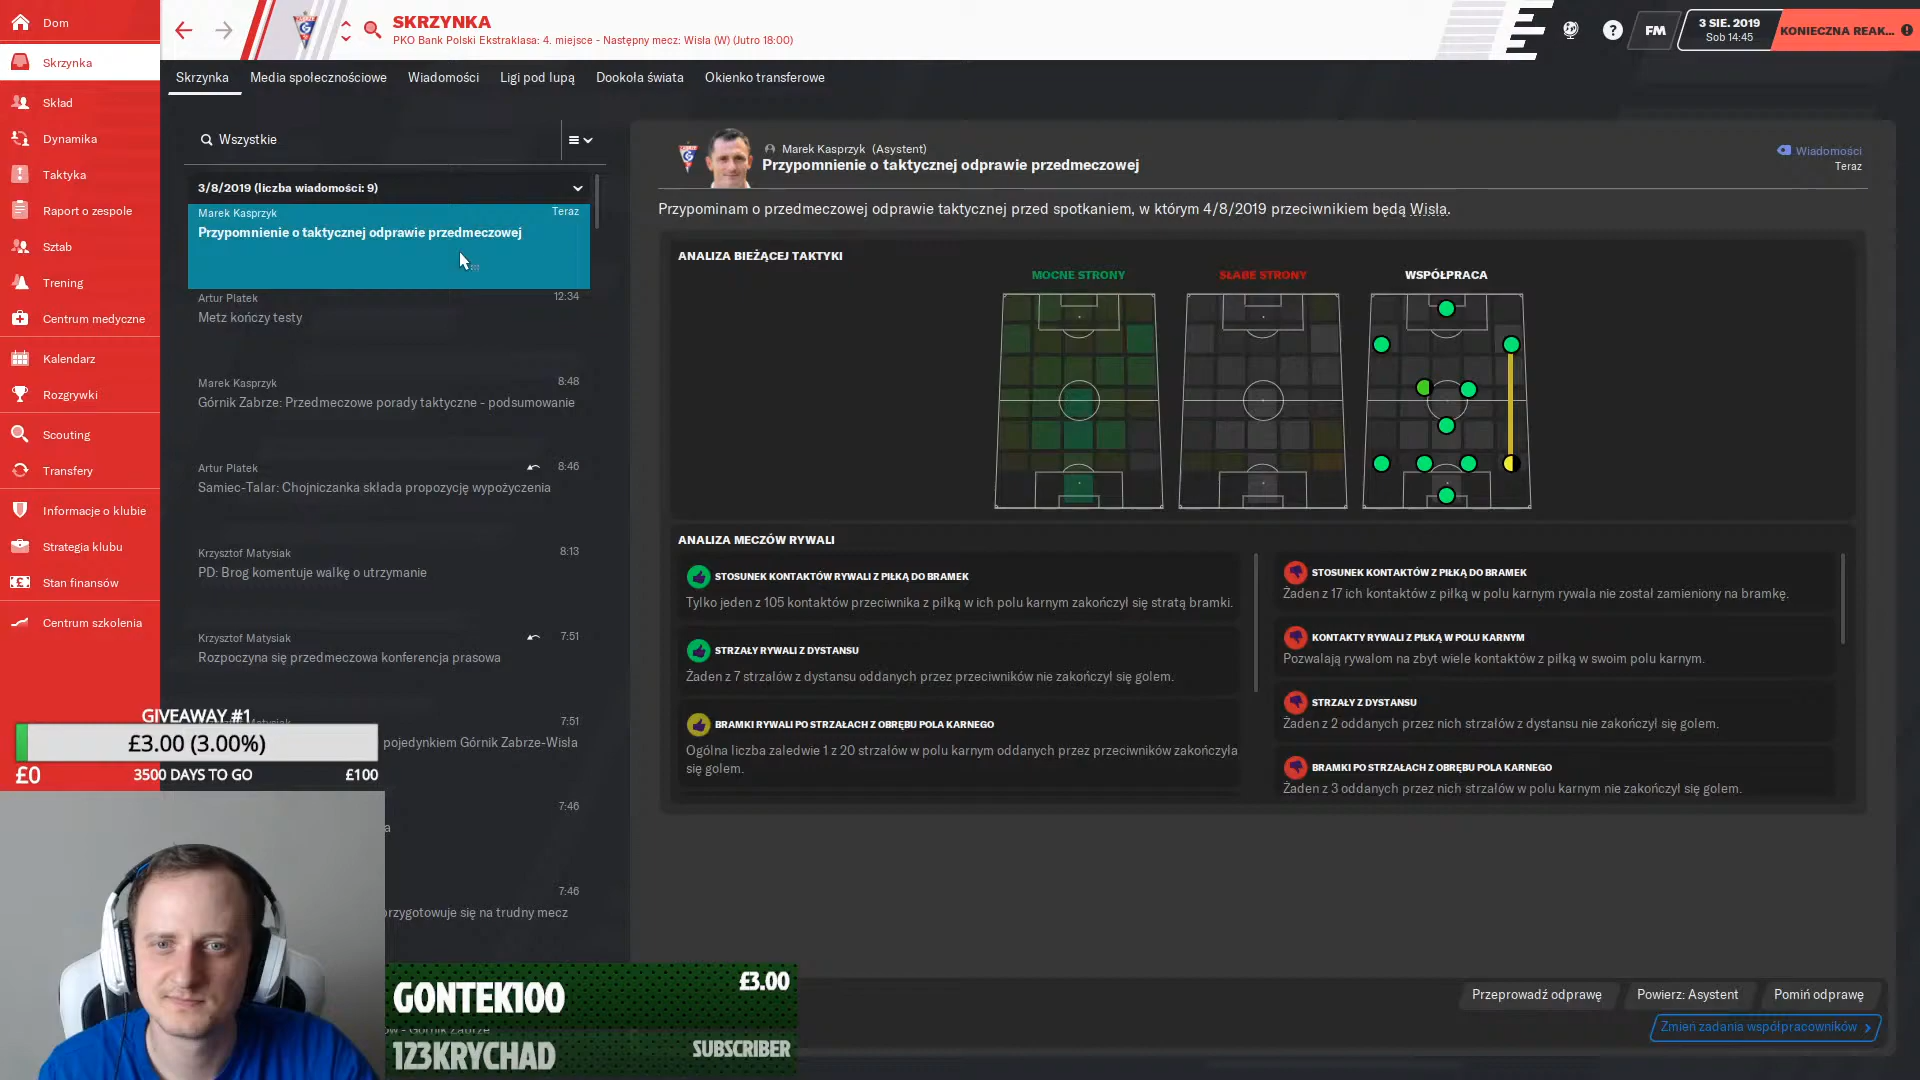 Dom
Skrzynka
Skład
Dynamika
Taktyka
Raport o zespole
Sztab
Trening
Centrum medyczne
Kalendarz
Rozgrywki
Scouting
Transfery
Informacje o klubie
Strategia klubu
Stan finansów
Centrum szkolenia
SKRZYNKA
PKO Bank Polski Ekstraklasa: 4. miejsce - Następny mecz: Wisła (W) (Jutro 18:00)
?
FM
3 SIE. 2019
Sob 14:45
KONIECZNA REAK...
Skrzynka Media społecznościowe Wiadomości Ligi pod lupą Dookoła świata Okienko transferowe
Wszystkie
3/8/2019 (liczba wiadomości: 9)
Marek Kasprzyk Teraz
Przypomnienie o taktycznej odprawie przedmeczowej
Artur Płatek 12:34
Metz kończy testy
Marek Kasprzyk 8:48
Górnik Zabrze: Przedmeczowe porady taktyczne - podsumowanie
Artur Płatek 8:46
Samiec-Talar: Chojniczanka składa propozycję wypożyczenia
Krzysztof Matysiak 8:13
PD: Brog komentuje walkę o utrzymanie
Krzysztof Matysiak 7:51
Rozpoczyna się przedmeczowa konferencja prasowa
7:51
pojedynkiem Górnik Zabrze-Wisła
7:46
a
7:46
przygotowuje się na trudny mecz
Marek Kasprzyk (Asystent)
Przypomnienie o taktycznej odprawie przedmeczowej
Wiadomości
Teraz
Przypominam o przedmeczowej odprawie taktycznej przed spotkaniem, w którym 4/8/2019 przeciwnikiem będą Wisła.
ANALIZA BIEŻĄCEJ TAKTYKI
MOCNE STRONY
SŁABE STRONY
WSPÓŁPRACA
ANALIZA MECZÓW RYWALI
STOSUNEK KONTAKTÓW RYWALI Z PIŁKĄ DO BRAMEK
Tylko jeden z 105 kontaktów przeciwnika z piłką w ich polu karnym zakończył się stratą bramki.
STRZAŁY RYWALI Z DYSTANSU
Żaden z 7 strzałów z dystansu oddanych przez przeciwników nie zakończył się golem.
BRAMKI RYWALI PO STRZAŁACH Z OBRĘBU POLA KARNEGO
Ogólna liczba zaledwie 1 z 20 strzałów w polu karnym oddanych przez przeciwników zakończyła
się golem.
STOSUNEK KONTAKTÓW Z PIŁKĄ DO BRAMEK
Żaden z 17 ich kontaktów z piłką w polu karnym rywala nie został zamieniony na bramkę.
KONTAKTY RYWALI Z PIŁKĄ W POLU KARNYM
Pozwalają rywalom na zbyt wiele kontaktów z piłką w swoim polu karnym.
STRZAŁY Z DYSTANSU
Żaden z 2 oddanych przez nich strzałów z dystansu nie zakończył się golem.
BRAMKI PO STRZAŁACH Z OBRĘBU POLA KARNEGO
Żaden z 3 oddanych przez nich strzałów w polu karnym nie zakończył się golem.
Przeprowadź odprawę
Powierz: Asystent
Pomiń odprawę
Zmień zadania współpracowników
GIVEAWAY #1
£3.00 (3.00%)
£0 3500 DAYS TO GO £100
GONTEK100 £3.00
123KRYCHAD SUBSCRIBER